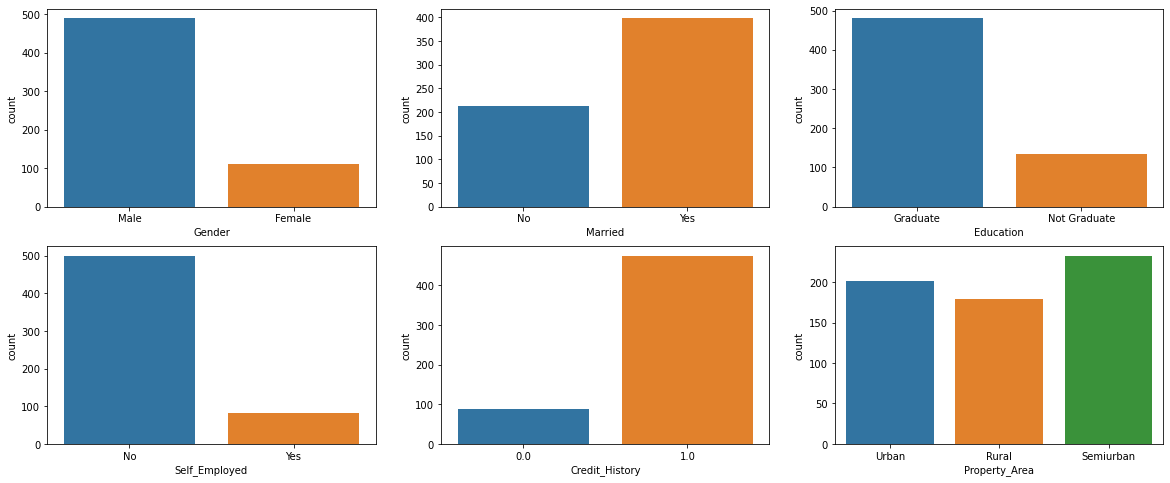 500
400
300
200
100
0
count
Male Female
Gender
400
350
300
250
200
150
100
50
0
count
No Yes
Married
500
400
300
200
100
0
count
Graduate Not Graduate
Education
500
400
300
200
100
0
count
No Yes
Self_Employed
400
300
200
100
0
count
0.0 1.0
Credit_History
200
150
100
50
0
count
Urban Rural Semiurban
Property_Area